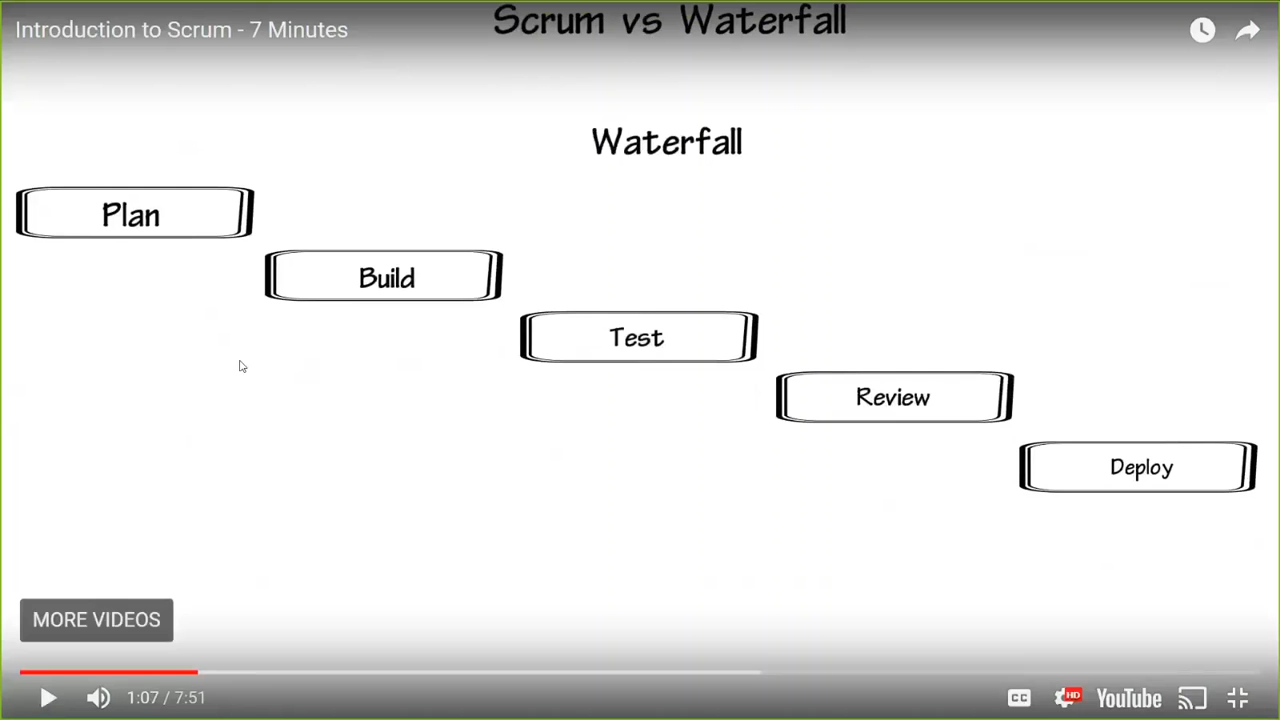 Introduction to Scrum - 7 Minutes
Scrum vs Waterfall
Waterfall
Plan
Build
Test
Review
Deploy
MORE VIDEOS
1:07 / 7:51
CC
HD
YouTube